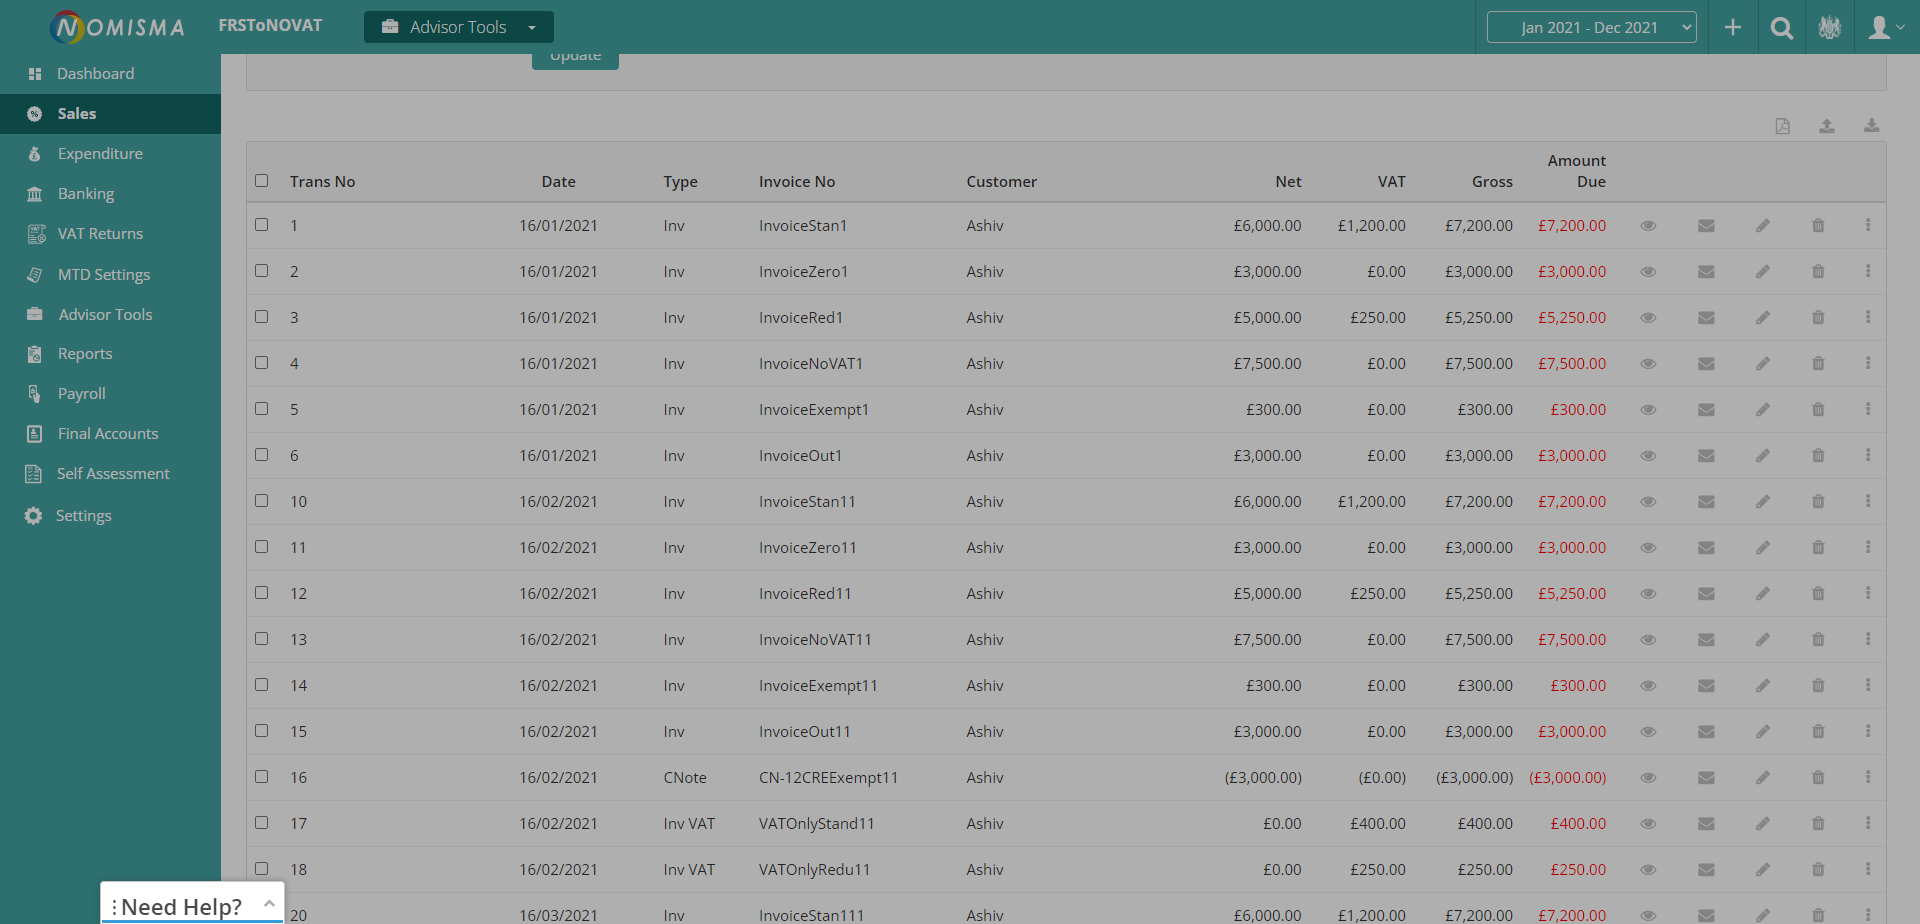 NOMISMA FRSToNOVAT Advisor Tools Jan 2021 - Dec 2021
Update
Dashboard
Sales
Expenditure
Banking
VAT Returns
MTD Settings
Advisor Tools
Reports
Payroll
Final Accounts
Self Assessment
Settings
Trans No Date Type Invoice No Customer Net VAT Gross Amount Due
1 16/01/2021 Inv InvoiceStan1 Ashiv £6,000.00 £1,200.00 £7,200.00 £7,200.00
2 16/01/2021 Inv InvoiceZero1 Ashiv £3,000.00 £0.00 £3,000.00 £3,000.00
3 16/01/2021 Inv InvoiceRed1 Ashiv £5,000.00 £250.00 £5,250.00 £5,250.00
4 16/01/2021 Inv InvoiceNoVAT1 Ashiv £7,500.00 £0.00 £7,500.00 £7,500.00
5 16/01/2021 Inv InvoiceExempt1 Ashiv £300.00 £0.00 £300.00 £300.00
6 16/01/2021 Inv InvoiceOut1 Ashiv £3,000.00 £0.00 £3,000.00 £3,000.00
10 16/02/2021 Inv InvoiceStan11 Ashiv £6,000.00 £1,200.00 £7,200.00 £7,200.00
11 16/02/2021 Inv InvoiceZero11 Ashiv £3,000.00 £0.00 £3,000.00 £3,000.00
12 16/02/2021 Inv InvoiceRed11 Ashiv £5,000.00 £250.00 £5,250.00 £5,250.00
13 16/02/2021 Inv InvoiceNoVAT11 Ashiv £7,500.00 £0.00 £7,500.00 £7,500.00
14 16/02/2021 Inv InvoiceExempt11 Ashiv £300.00 £0.00 £300.00 £300.00
15 16/02/2021 Inv InvoiceOut11 Ashiv £3,000.00 £0.00 £3,000.00 £3,000.00
16 16/02/2021 CNote CN-12CREExempt11 Ashiv (£3,000.00) (£0.00) (£3,000.00) (£3,000.00)
17 16/02/2021 Inv VAT VATOnlyStand11 Ashiv £0.00 £400.00 £400.00 £400.00
18 16/02/2021 Inv VAT VATOnlyRedu11 Ashiv £0.00 £250.00 £250.00 £250.00
20 16/03/2021 Inv InvoiceStan111 Ashiv £6,000.00 £1,200.00 £7,200.00 £7,200.00
Need Help?